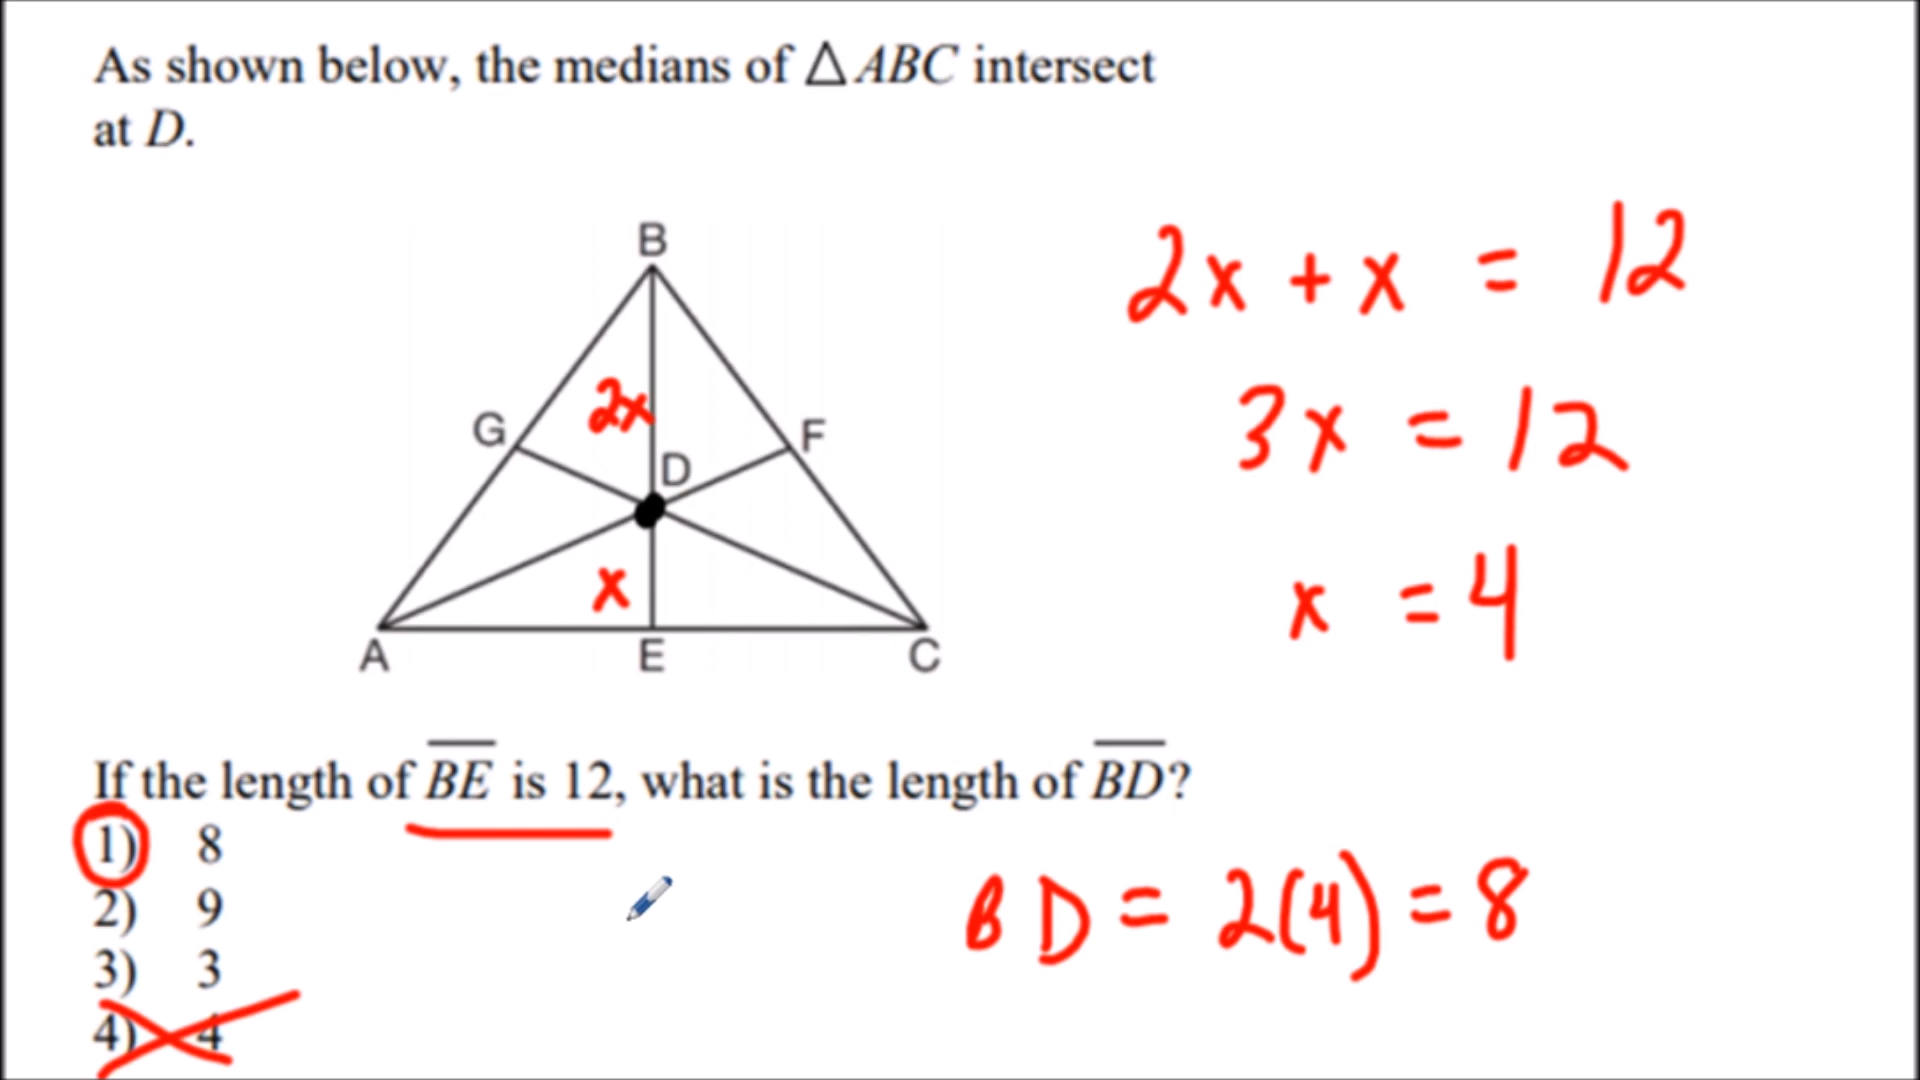 As shown below, the medians of △ABC intersect
at D.
2x + x = 12
B
2x
G
F
D
3x = 12
x
x = 4
A
E
C
If the length of BE is 12, what is the length of BD?
1) 8
2) 9
BD = 2(4) = 8
3) 3
4) 4